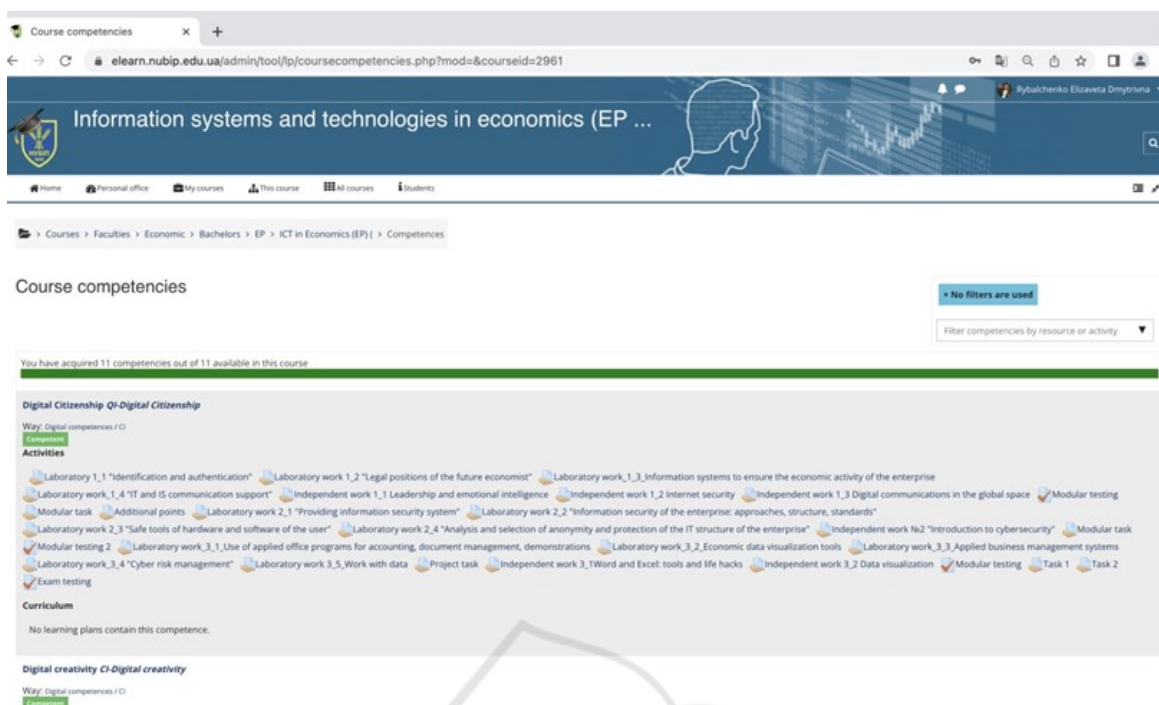 Course competencies
elearn.nubip.edu.ua/admin/tool/lp/coursecompetencies.php?mod=&courseid=2961
Information systems and technologies in economics (EP ...
Rybalchenko Elizaveta Dmytrivna
Home Personal office My courses This course All courses Students
> Courses > Faculties > Economic > Bachelors > EP > ICT in Economics (EP) ( > Competences
Course competencies
× No filters are used
Filter competencies by resource or activity
You have acquired 11 competencies out of 11 available in this course
Digital Citizenship QI-Digital Citizenship
Way: Digital competences / CI
Competent
Activities
Laboratory 1_1 "Identification and authentication" Laboratory work 1_2 "Legal positions of the future economist" Laboratory work_1_3_Information systems to ensure the economic activity of the enterprise
Laboratory work_1_4 "IT and IS communication support" Independent work 1_1 Leadership and emotional intelligence Independent work 1_2 Internet security Independent work 1_3 Digital communications in the global space Modular testing
Modular task Additional points Laboratory work 2_1 "Providing information security system" Laboratory work 2_2 "Information security of the enterprise: approaches, structure, standards"
Laboratory work 2_3 "Safe tools of hardware and software of the user" Laboratory work 2_4 "Analysis and selection of anonymity and protection of the IT structure of the enterprise" Independent work №2 "Introduction to cybersecurity" Modular task
Modular testing 2 Laboratory work_3_1_Use of applied office programs for accounting, document management, demonstrations Laboratory work_3_2_Economic data visualization tools Laboratory work_3_3_Applied business management systems
Laboratory work_3_4 "Cyber risk management" Laboratory work 3_5_Work with data Project task Independent work 3_1Word and Excel: tools and life hacks Independent work 3_2 Data visualization Modular testing Task 1 Task 2
Exam testing
Curriculum
No learning plans contain this competence.
Digital creativity CI-Digital creativity
Way: Digital competences / CI
Competent